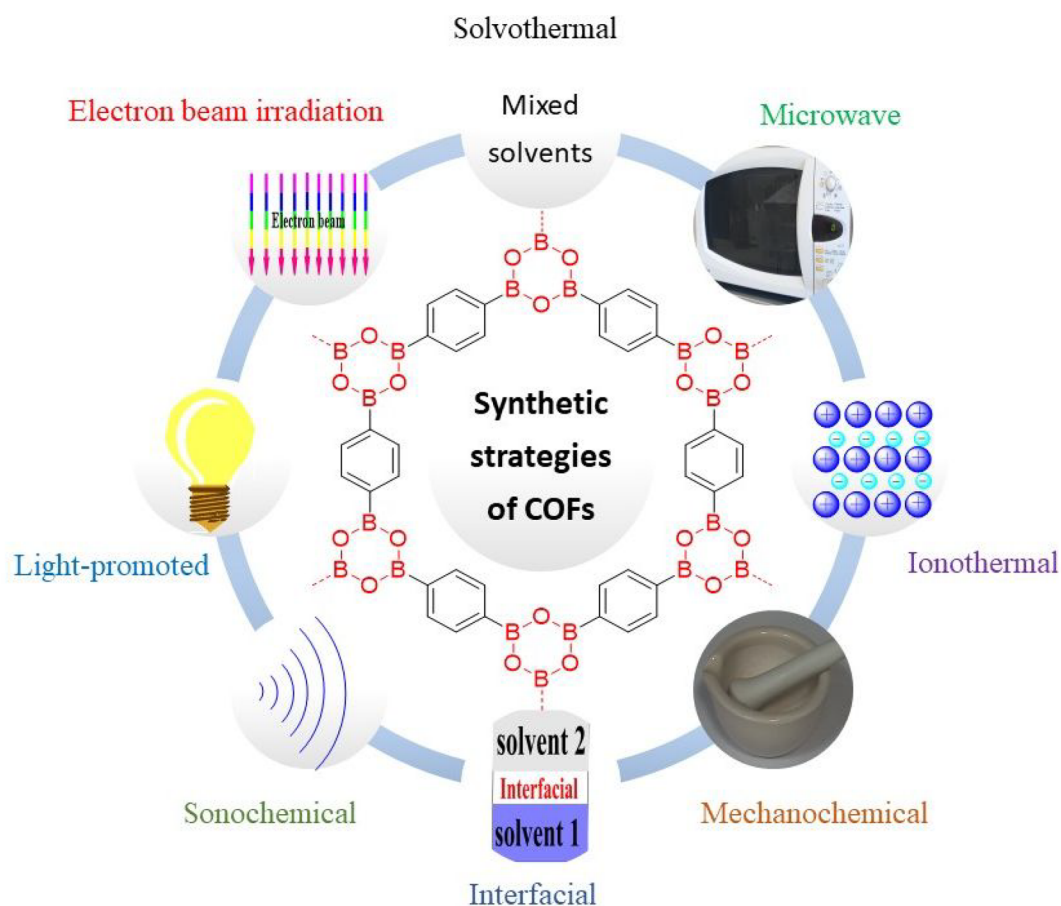 Solvothermal
Electron beam irradiation
Mixed
solvents
Microwave
Electron beam
B
O O
B B
O
B O B
O B O
B O B
O B O
Synthetic
strategies
of COFs
B O B
O B O
B O B
O B O
O
B B
O O
B
Light-promoted
Ionothermal
Sonochemical
solvent 2
Interfacial
solvent 1
Mechanochemical
Interfacial